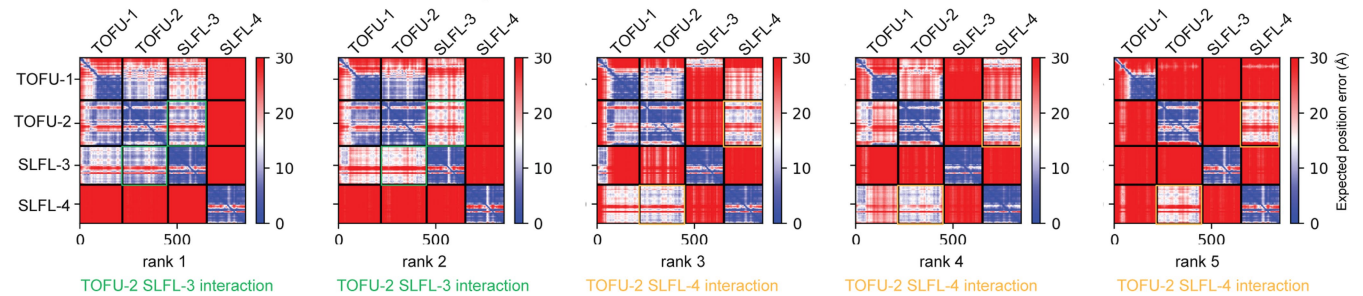 TOFU-1 TOFU-2 SLFL-3 SLFL-4
TOFU-1
TOFU-2
SLFL-3
SLFL-4
0 500
30
20
10
0
rank 1
TOFU-2 SLFL-3 interaction
TOFU-1 TOFU-2 SLFL-3 SLFL-4
0 500
30
20
10
0
rank 2
TOFU-2 SLFL-3 interaction
TOFU-1 TOFU-2 SLFL-3 SLFL-4
0 500
30
20
10
0
rank 3
TOFU-2 SLFL-4 interaction
TOFU-1 TOFU-2 SLFL-3 SLFL-4
0 500
30
20
10
0
rank 4
TOFU-2 SLFL-4 interaction
TOFU-1 TOFU-2 SLFL-3 SLFL-4
0 500
30
20
10
0
Expected position error (Å)
rank 5
TOFU-2 SLFL-4 interaction